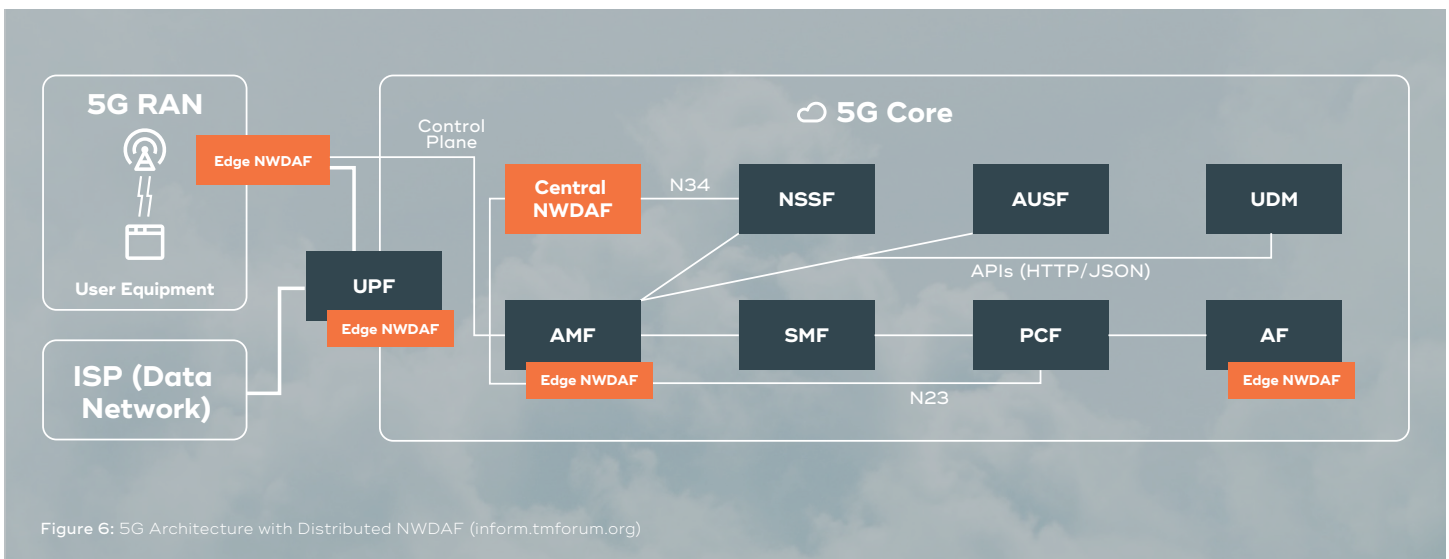 5G RAN
Edge NWDAF
User Equipment
ISP (Data
Network)
UPF
Edge NWDAF
Control
Plane
5G Core
Central
NWDAF
N34
NSSF
AUSF
UDM
APIs (HTTP/JSON)
AMF
Edge NWDAF
SMF
PCF
AF
Edge NWDAF
N23
Figure 6: 5G Architecture with Distributed NWDAF (inform.tmforum.org)